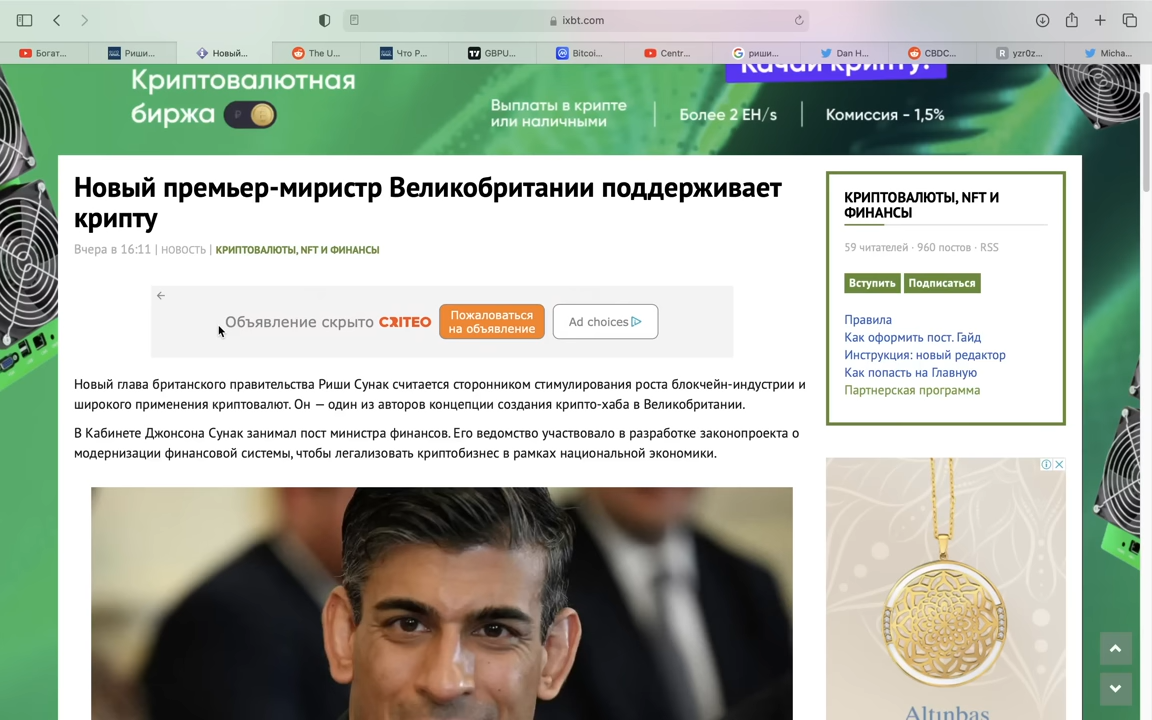 ixbt.com
Богат...
Риши...
Новый...
The U...
Что Р...
GBPU...
Bitcoi...
Centr...
риши...
Dan H...
CBDC...
yzr0z...
Micha...
Криптовалютная
биржа
Качай крипту!
Выплаты в крипте
или наличными
Более 2 EH/s
Комиссия - 1,5%
Новый премьер-миристр Великобритании поддерживает
крипту
Вчера в 16:11 | НОВОСТЬ | КРИПТОВАЛЮТЫ, NFT И ФИНАНСЫ
Объявление скрыто CRITEO
Пожаловаться
на объявление
Ad choices
Новый глава британского правительства Риши Сунак считается сторонником стимулирования роста блокчейн-индустрии и
широкого применения криптовалют. Он — один из авторов концепции создания крипто-хаба в Великобритании.
В Кабинете Джонсона Сунак занимал пост министра финансов. Его ведомство участвовало в разработке законопроекта о
модернизации финансовой системы, чтобы легализовать криптобизнес в рамках национальной экономики.
КРИПТОВАЛЮТЫ, NFT И
ФИНАНСЫ
59 читателей · 960 постов · RSS
Вступить
Подписаться
Правила
Как оформить пост. Гайд
Инструкция: новый редактор
Как попасть на Главную
Партнерская программа
Altınbaş